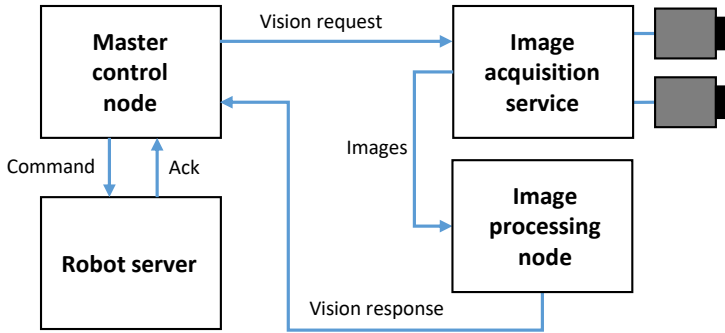 Vision request
Master
control
node
Image
acquisition
service
Images
Command
Ack
Image
processing
node
Robot server
Vision response